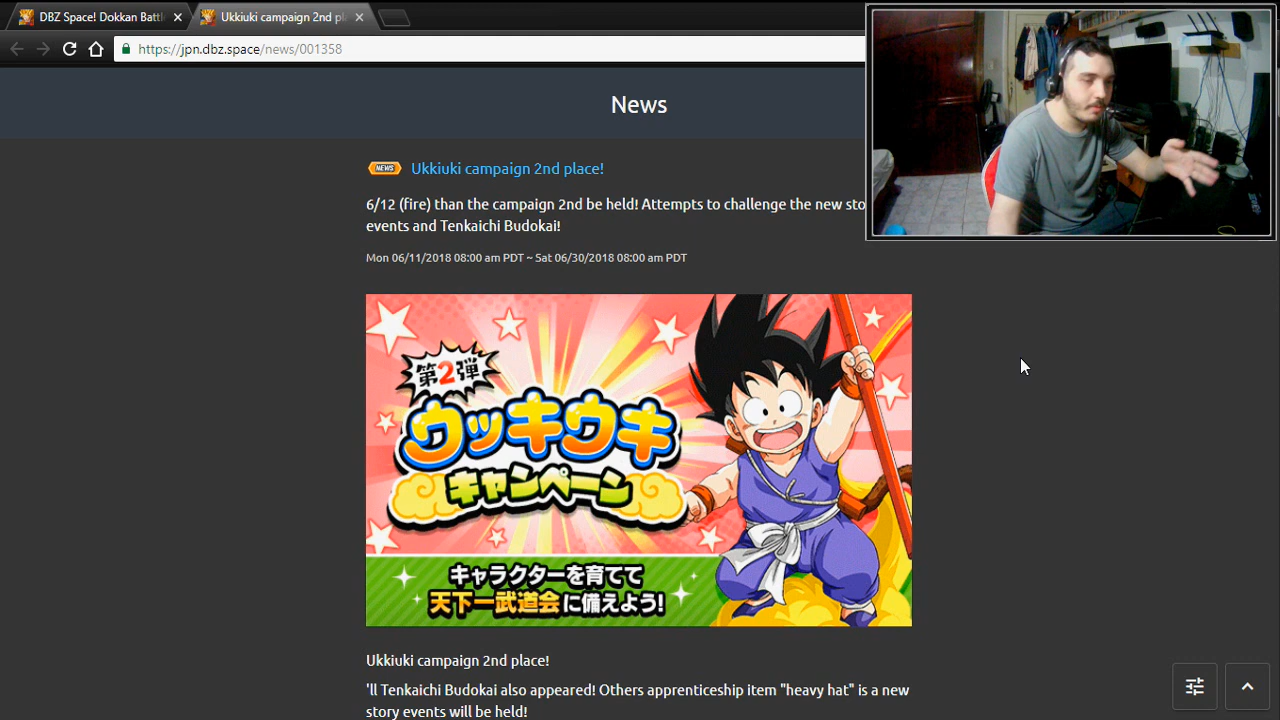 DBZ Space! Dokkan Battl
Ukkiuki campaign 2nd pl
https://jpn.dbz.space/news/001358
News
NEWS Ukkiuki campaign 2nd place!
6/12 (fire) than the campaign 2nd be held! Attempts to challenge the new sto
events and Tenkaichi Budokai!
Mon 06/11/2018 08:00 am PDT ~ Sat 06/30/2018 08:00 am PDT
第2弾
ウッキウキ
キャンペーン
キャラクターを育てて
天下一武道会に備えよう!
Ukkiuki campaign 2nd place!
'll Tenkaichi Budokai also appeared! Others apprenticeship item "heavy hat" is a new
story events will be held!